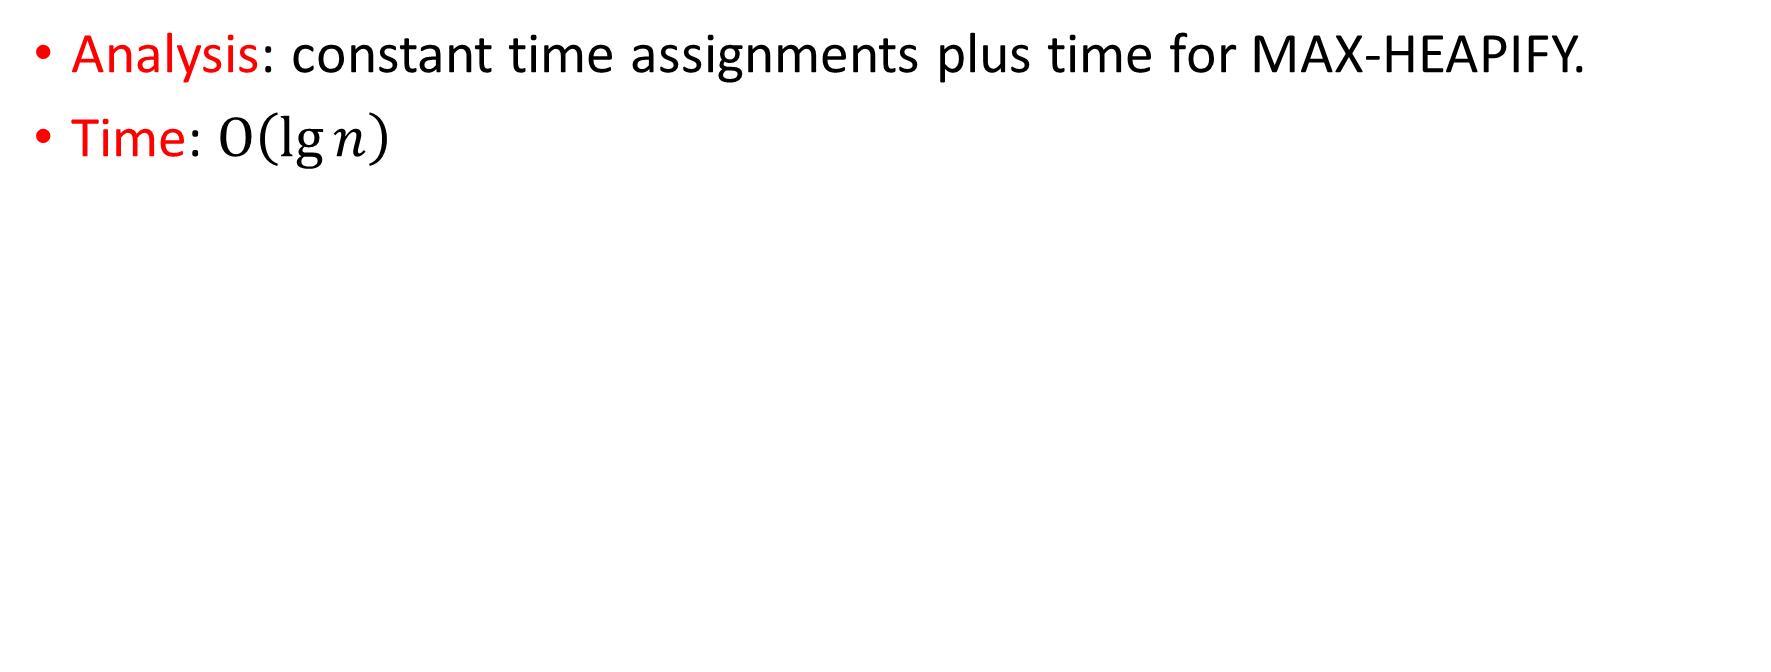 • Analysis: constant time assignments plus time for MAX-HEAPIFY.
• Time: O(lg n)